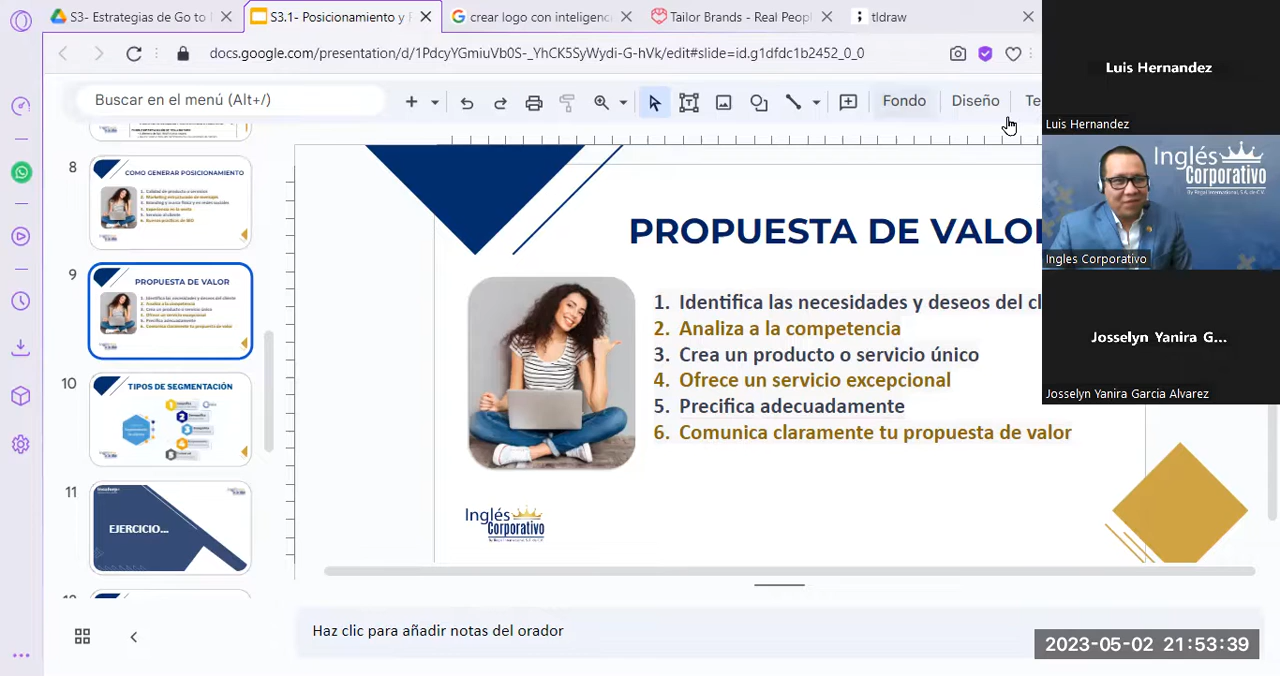 S3- Estrategias de Go to
S3.1- Posicionamiento y P
crear logo con inteligenc
Tailor Brands - Real Peopl
tldraw
docs.google.com/presentation/d/1PdcyYGmiuVb0S-_YhCK5SyWydi-G-hVk/edit#slide=id.g1dfdc1b2452_0_0
Buscar en el menú (Alt+/)
Fondo
Diseño
Te
8
COMO GENERAR POSICIONAMIENTO
9
PROPUESTA DE VALOR
10
TIPOS DE SEGMENTACIÓN
11
EJERCICIO...
PROPUESTA DE VALOR
1. Identifica las necesidades y deseos del cl
2. Analiza a la competencia
3. Crea un producto o servicio único
4. Ofrece un servicio excepcional
5. Precifica adecuadamente
6. Comunica claramente tu propuesta de valor
Inglés
Corporativo
Haz clic para añadir notas del orador
Luis Hernandez
Luis Hernandez
Inglés
Corporativo
By Regal International, S.A. de C.V.
Ingles Corporativo
Josselyn Yanira G...
Josselyn Yanira Garcia Alvarez
2023-05-02 21:53:39